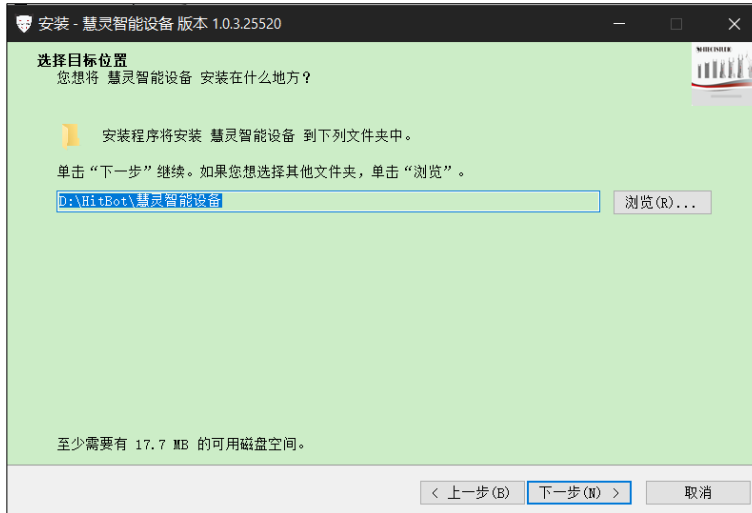 安装 - 慧灵智能设备 版本 1.0.3.25520
选择目标位置
您想将 慧灵智能设备 安装在什么地方？
安装程序将安装 慧灵智能设备 到下列文件夹中。
单击“下一步”继续。如果您想选择其他文件夹，单击“浏览”。
D:\HitBot\慧灵智能设备
浏览(R)...
至少需要有 17.7 MB 的可用磁盘空间。
< 上一步(B)
下一步(N) >
取消